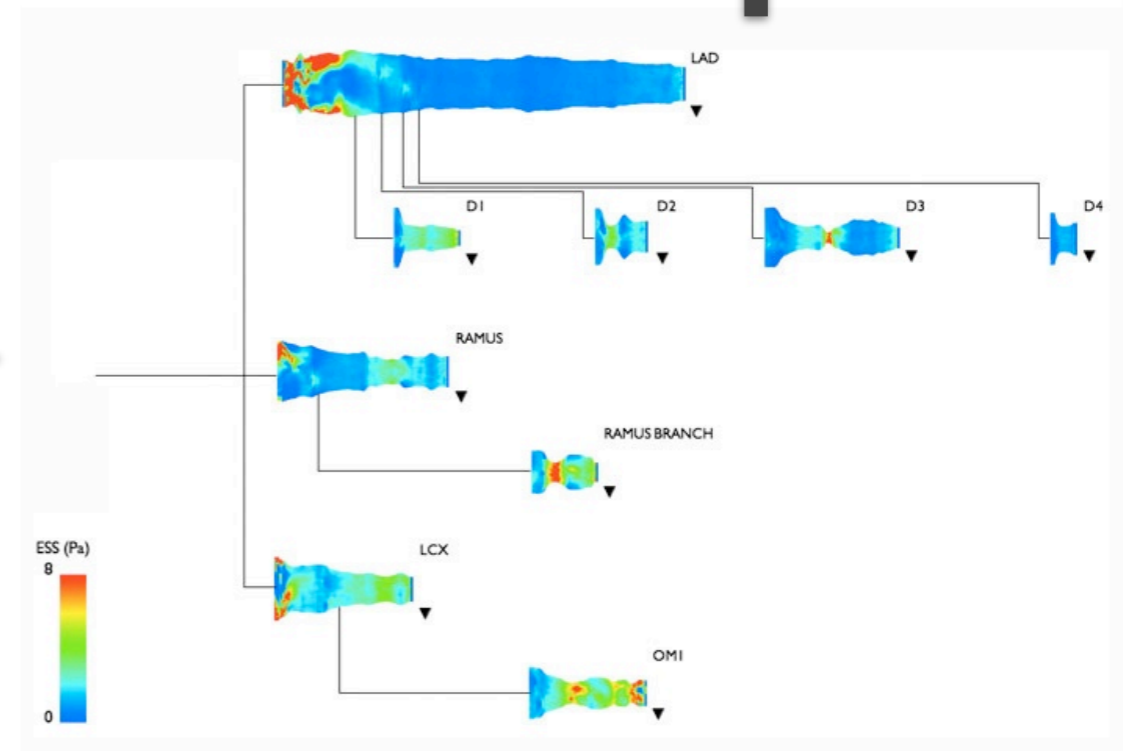 LAD
D1
D2
D3
D4
RAMUS
RAMUS BRANCH
ESS (Pa)
8
0
LCX
OM1